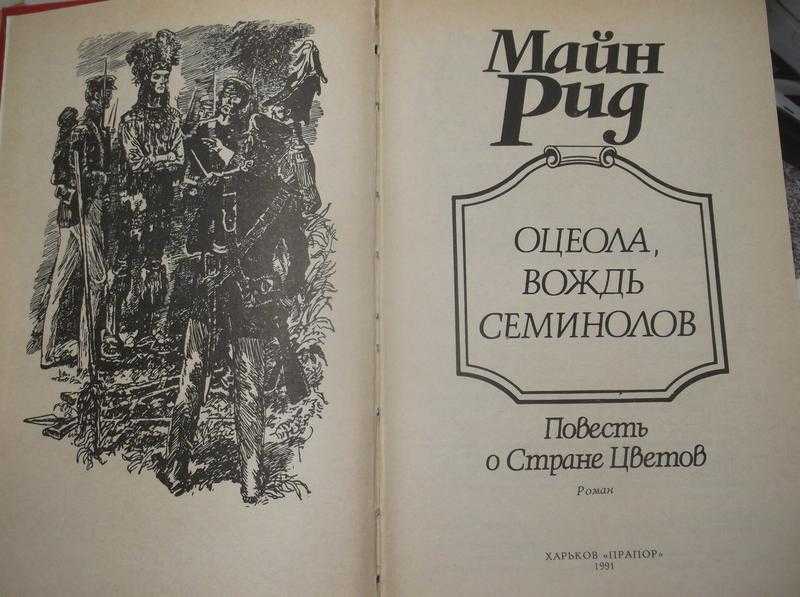 Майн
Рид
ОЦЕОЛА,
ВОЖДЬ
СЕМИНОЛОВ
Повесть
о Стране Цветов
Роман
ХАРЬКОВ «ПРАПОР»
1991